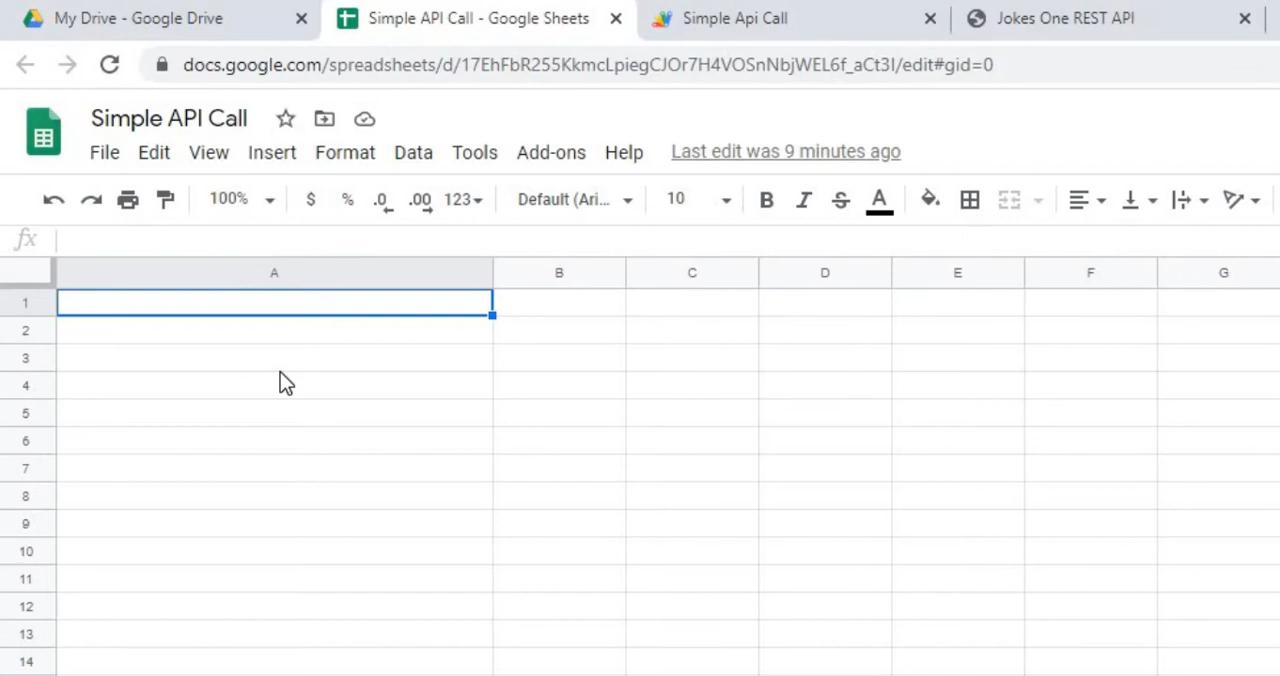 My Drive - Google Drive
Simple API Call - Google Sheets
Simple Api Call
Jokes One REST API
docs.google.com/spreadsheets/d/17EhFbR255KkmcLpiegCJOr7H4VOSnNbjWEL6f_aCt3I/edit#gid=0
Simple API Call
File Edit View Insert Format Data Tools Add-ons Help Last edit was 9 minutes ago
100% $ % .0 .00 123 Default (Ari... 10 B I S A
fx
A B C D E F G
1
2
3
4
5
6
7
8
9
10
11
12
13
14